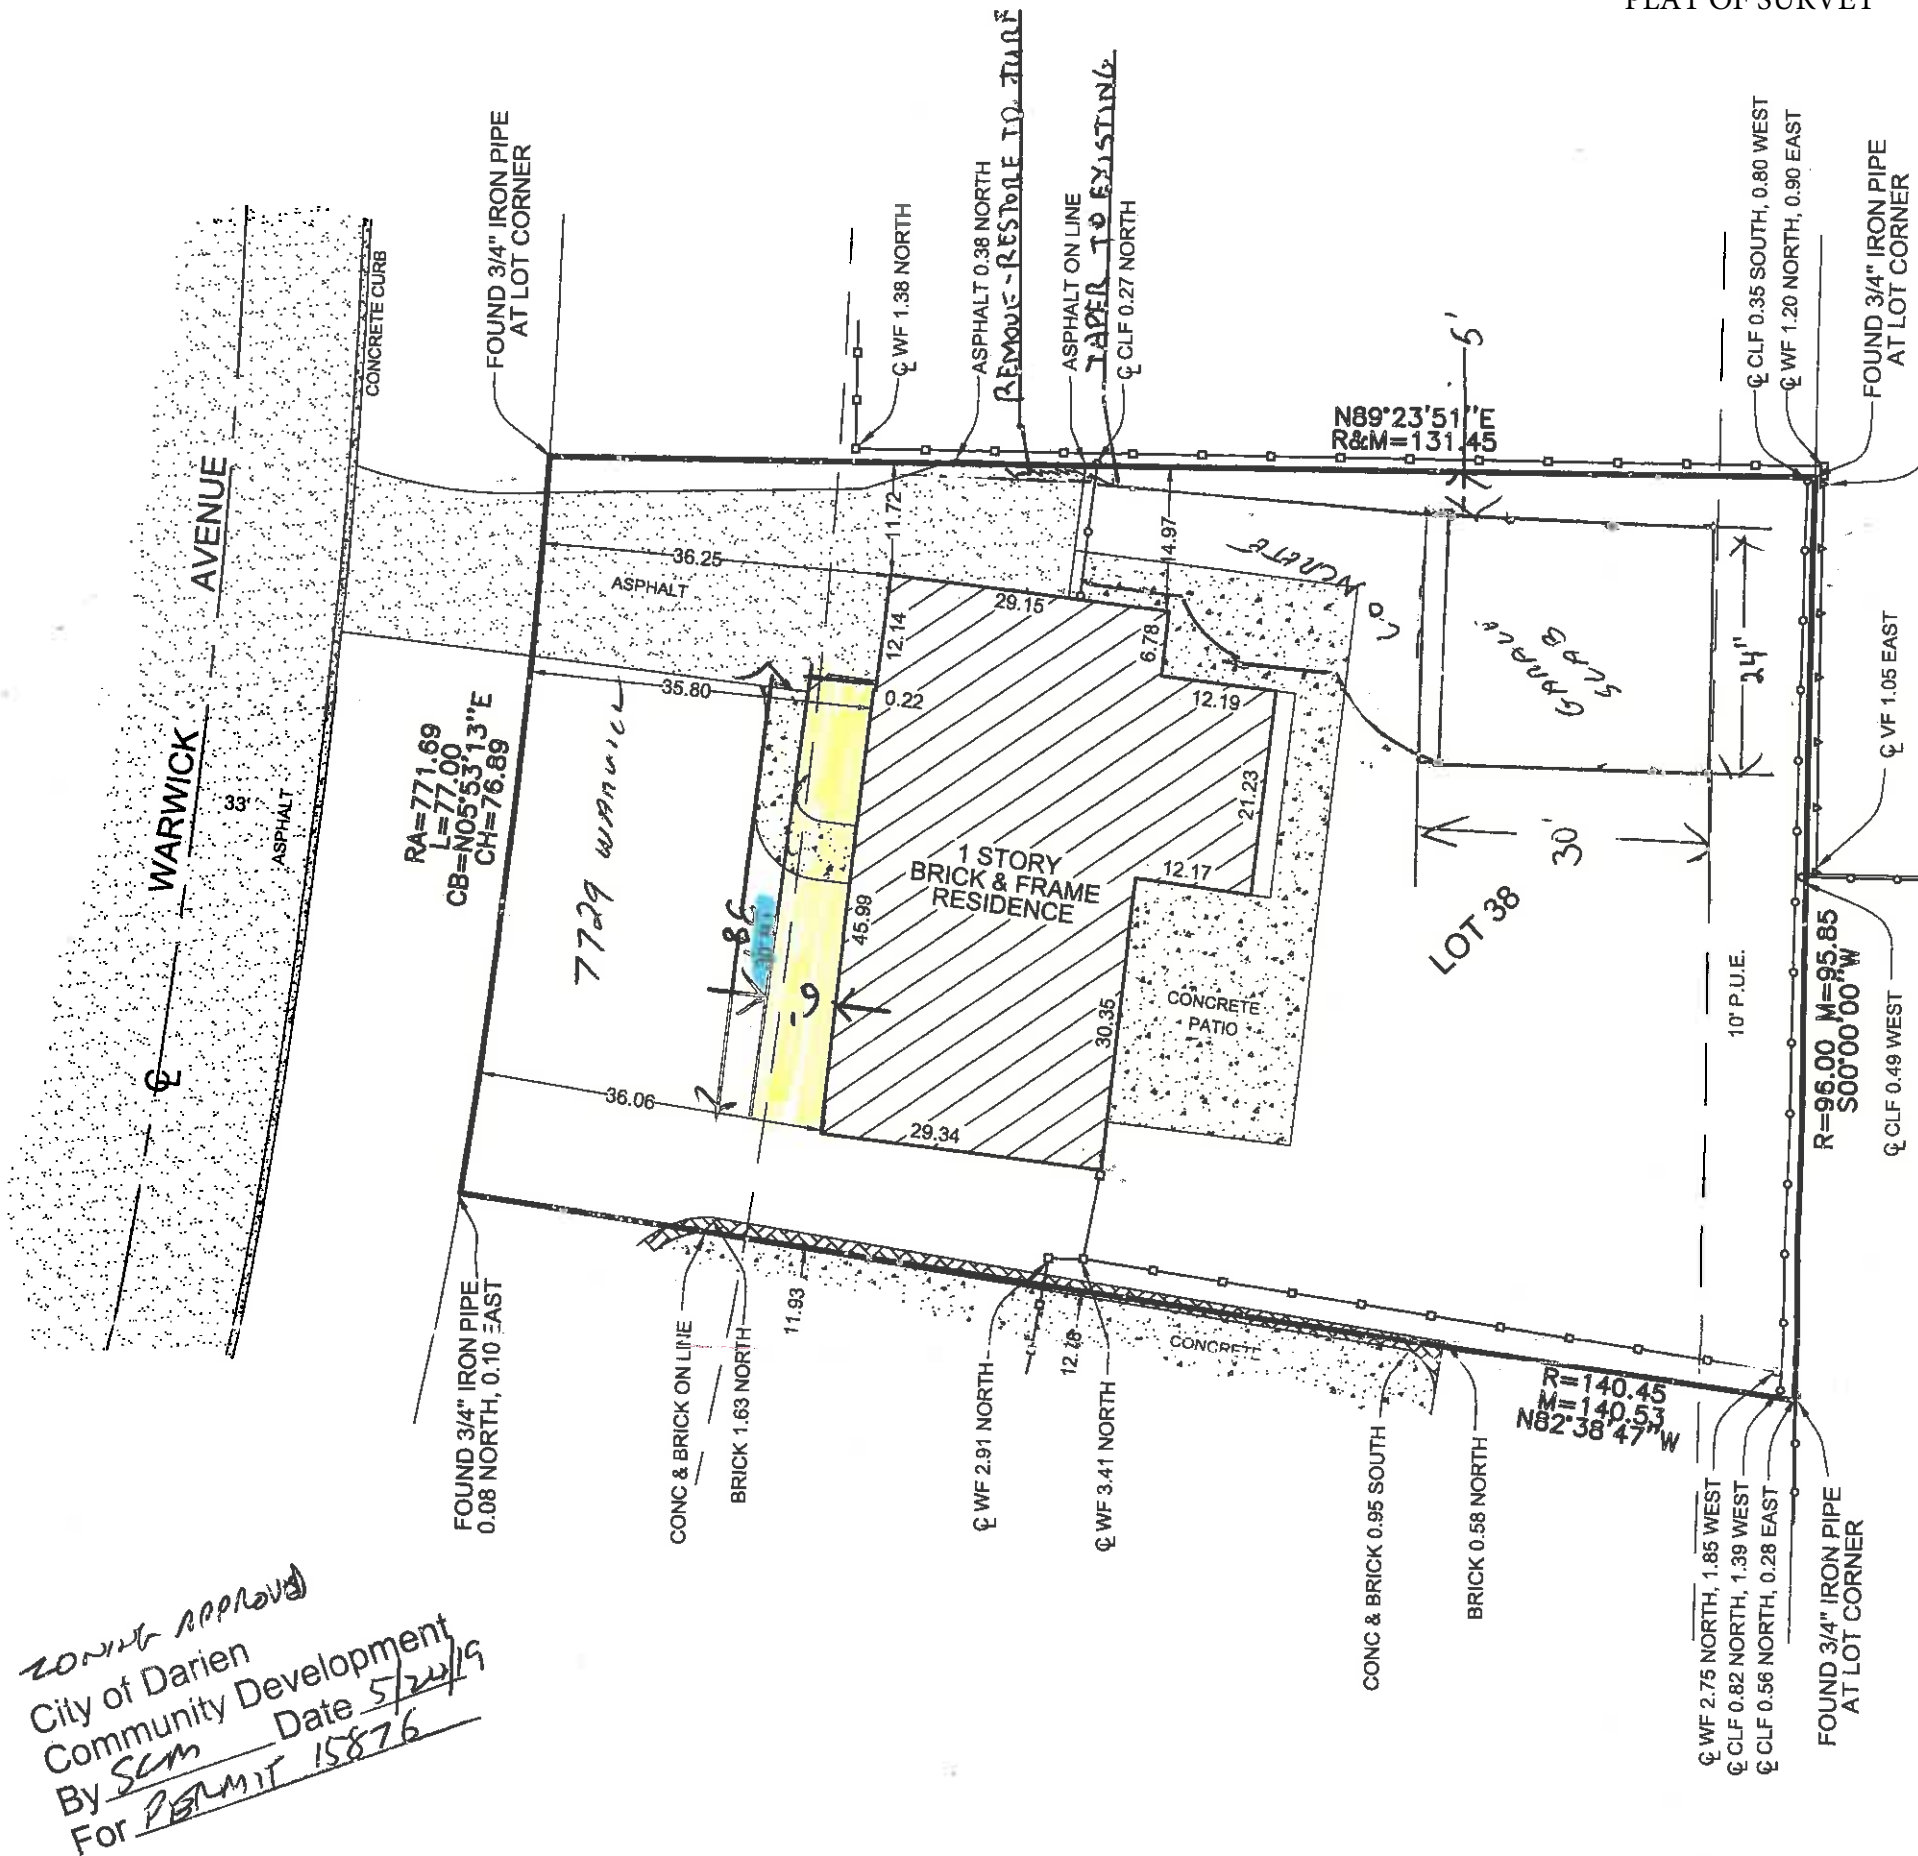 PLAT OF SURVEY
WARWICK AVENUE
33'
ASPHALT
CONCRETE CURB
℄
FOUND 3/4" IRON PIPE
AT LOT CORNER
RA=771.69
L=77.00
CB=N05°53'13"E
CH=76.89
7729 WARWICK
36.25
ASPHALT
35.80
36.06
11.72
12.14
0.22
℄ WF 1.38 NORTH
ASPHALT 0.38 NORTH
REMOVE-RESTORE TO TURF
ASPHALT ON LINE
TAPER TO EXISTING
℄ CLF 0.27 NORTH
N89°23'51"E
R&M=131.45
5'
14.97
29.15
6.78
12.19
21.23
12.17
30.35
29.34
45.99
6'
1 STORY
BRICK & FRAME
RESIDENCE
CONCRETE
PATIO
CONCRETE
GARAGE
SLAB
24"
30'
LOT 38
10' P.U.E.
℄ CLF 0.35 SOUTH, 0.80 WEST
℄ WF 1.20 NORTH, 0.90 EAST
FOUND 3/4" IRON PIPE
AT LOT CORNER
℄ VF 1.05 EAST
R=96.00 M=95.85
S00°00'00"W
℄ CLF 0.49 WEST
FOUND 3/4" IRON PIPE
0.08 NORTH, 0.10 EAST
CONC & BRICK ON LINE
BRICK 1.63 NORTH
11.93
℄ WF 2.91 NORTH
12.18
℄ WF 3.41 NORTH
CONCRETE
CONC & BRICK 0.95 SOUTH
BRICK 0.58 NORTH
R=140.45
M=140.53
N82°38'47"W
℄ WF 2.75 NORTH, 1.85 WEST
℄ CLF 0.82 NORTH, 1.39 WEST
℄ CLF 0.56 NORTH, 0.28 EAST
FOUND 3/4" IRON PIPE
AT LOT CORNER
ZONING APPROVED
City of Darien
Community Development
By SCM Date 5/20/19
For PERMIT 15876